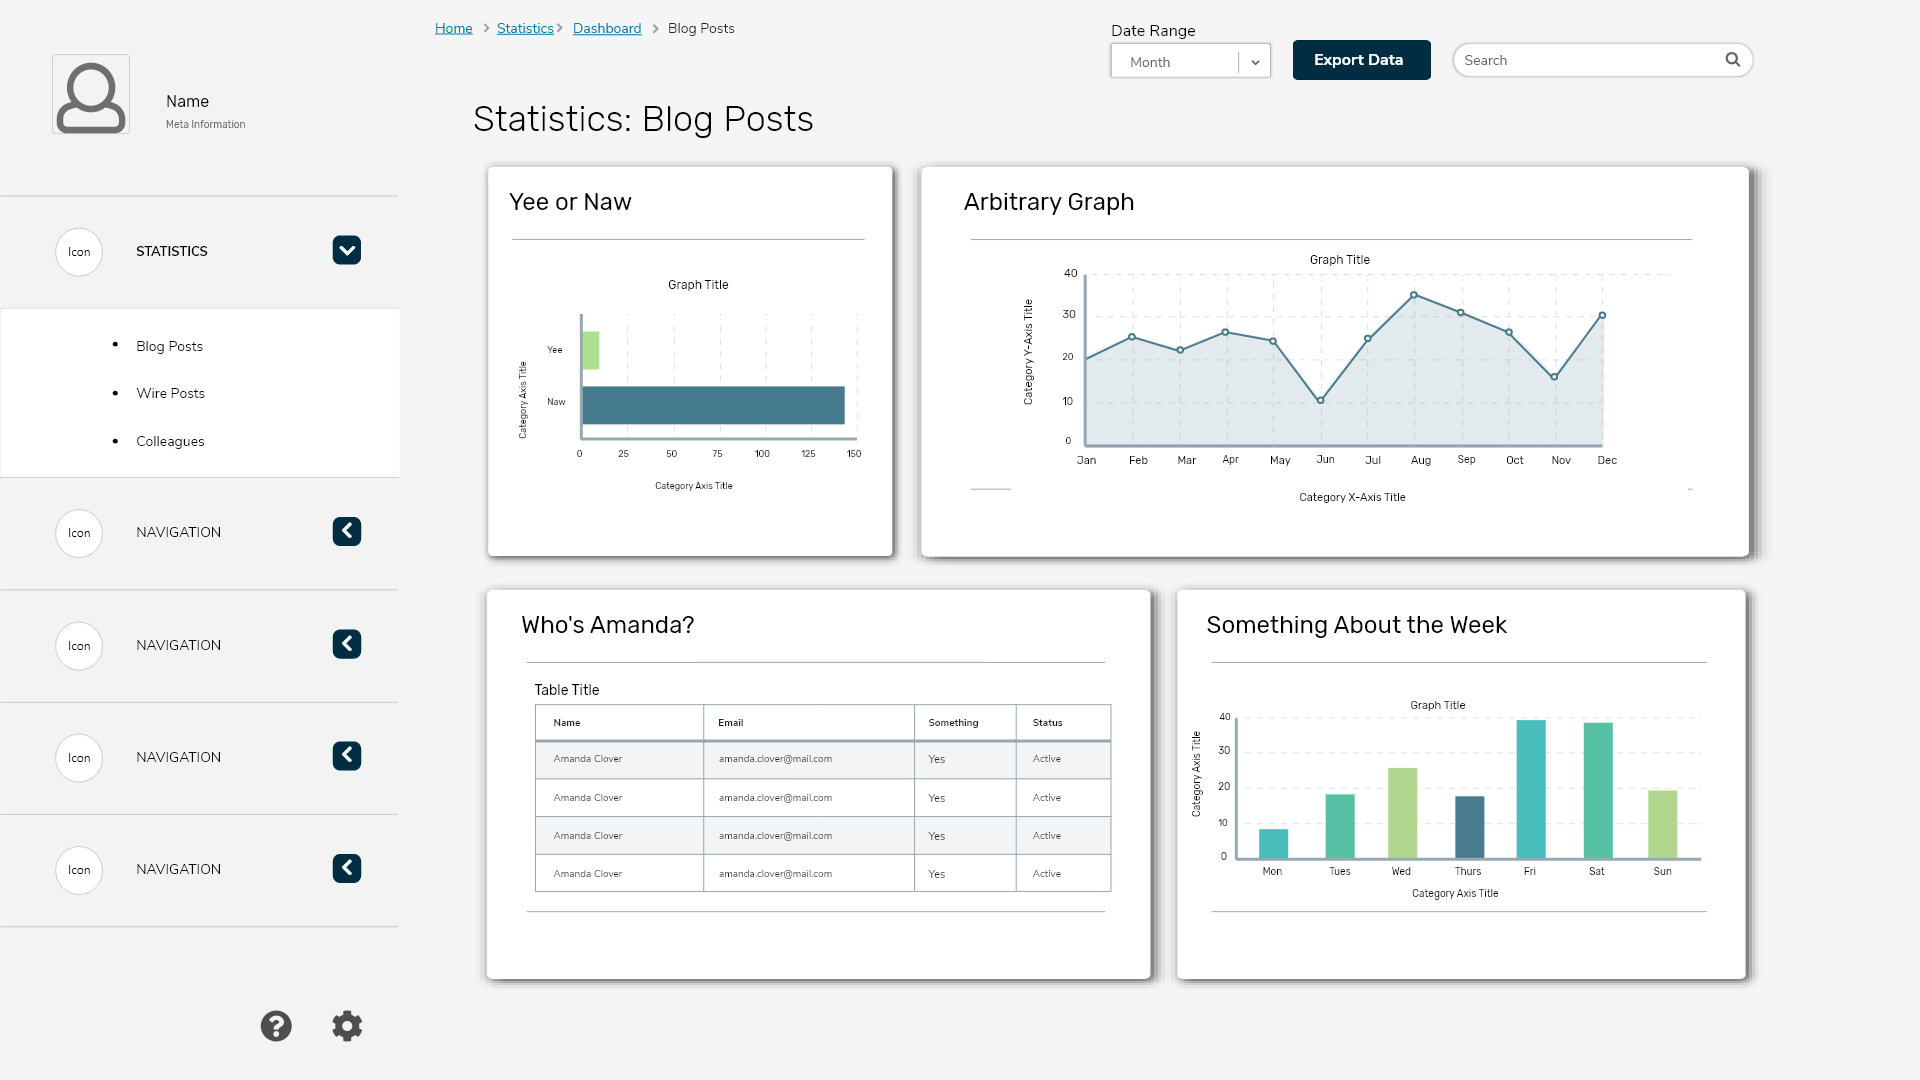 Name
Meta Information
Icon
STATISTICS
Blog Posts
Wire Posts
Colleagues
Icon
NAVIGATION
Icon
NAVIGATION
Icon
NAVIGATION
Icon
NAVIGATION
?
Home > Statistics > Dashboard > Blog Posts
Date Range
Month
Export Data
Search
Statistics: Blog Posts
Yee or Naw
Graph Title
Category Axis Title
Yee
Naw
0 25 50 75 100 125 150
Category Axis Title
Arbitrary Graph
Graph Title
Category Y-Axis Title
40
30
20
10
0
Jan Feb Mar Apr May Jun Jul Aug Sep Oct Nov Dec
Category X-Axis Title
Who's Amanda?
Table Title
Name Email Something Status
Amanda Clover amanda.clover@mail.com Yes Active
Amanda Clover amanda.clover@mail.com Yes Active
Amanda Clover amanda.clover@mail.com Yes Active
Amanda Clover amanda.clover@mail.com Yes Active
Something About the Week
Graph Title
Category Axis Title
40
30
20
10
0
Mon Tues Wed Thurs Fri Sat Sun
Category Axis Title